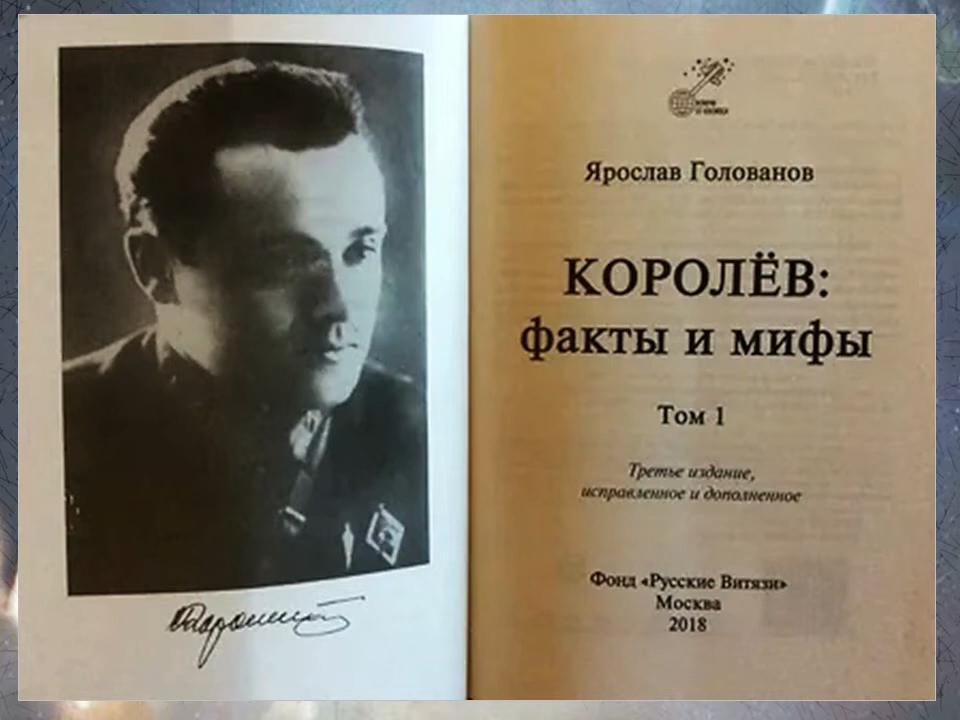 Ярослав Голованов
КОРОЛЁВ:
факты и мифы
Том 1
Третье издание,
исправленное и дополненное
Фонд «Русские Витязи»
Москва
2018